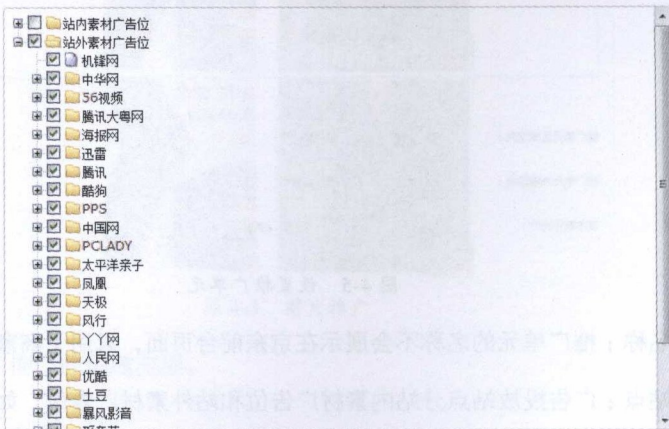 站内素材广告位
站外素材广告位
机锋网
中华网
56视频
腾讯大粤网
海报网
迅雷
腾讯
酷狗
PPS
中国网
PCLADY
太平洋亲子
凤凰
天极
风行
丫丫网
人民网
优酷
土豆
暴风影音